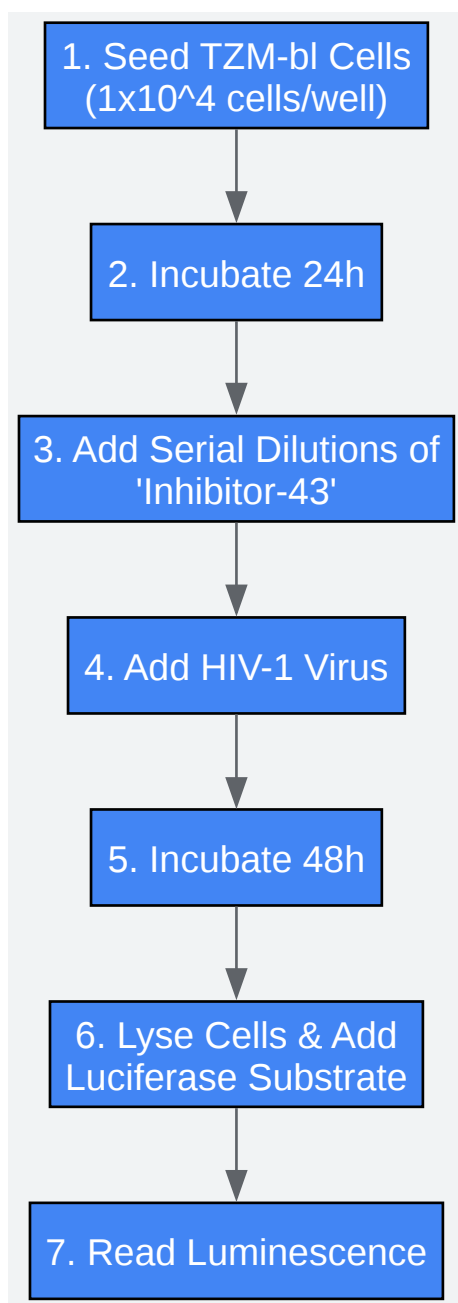 1. Seed TZM-bl Cells
(1x10^4 cells/well)
2. Incubate 24h
3. Add Serial Dilutions of
'Inhibitor-43'
4. Add HIV-1 Virus
5. Incubate 48h
6. Lyse Cells & Add
Luciferase Substrate
7. Read Luminescence